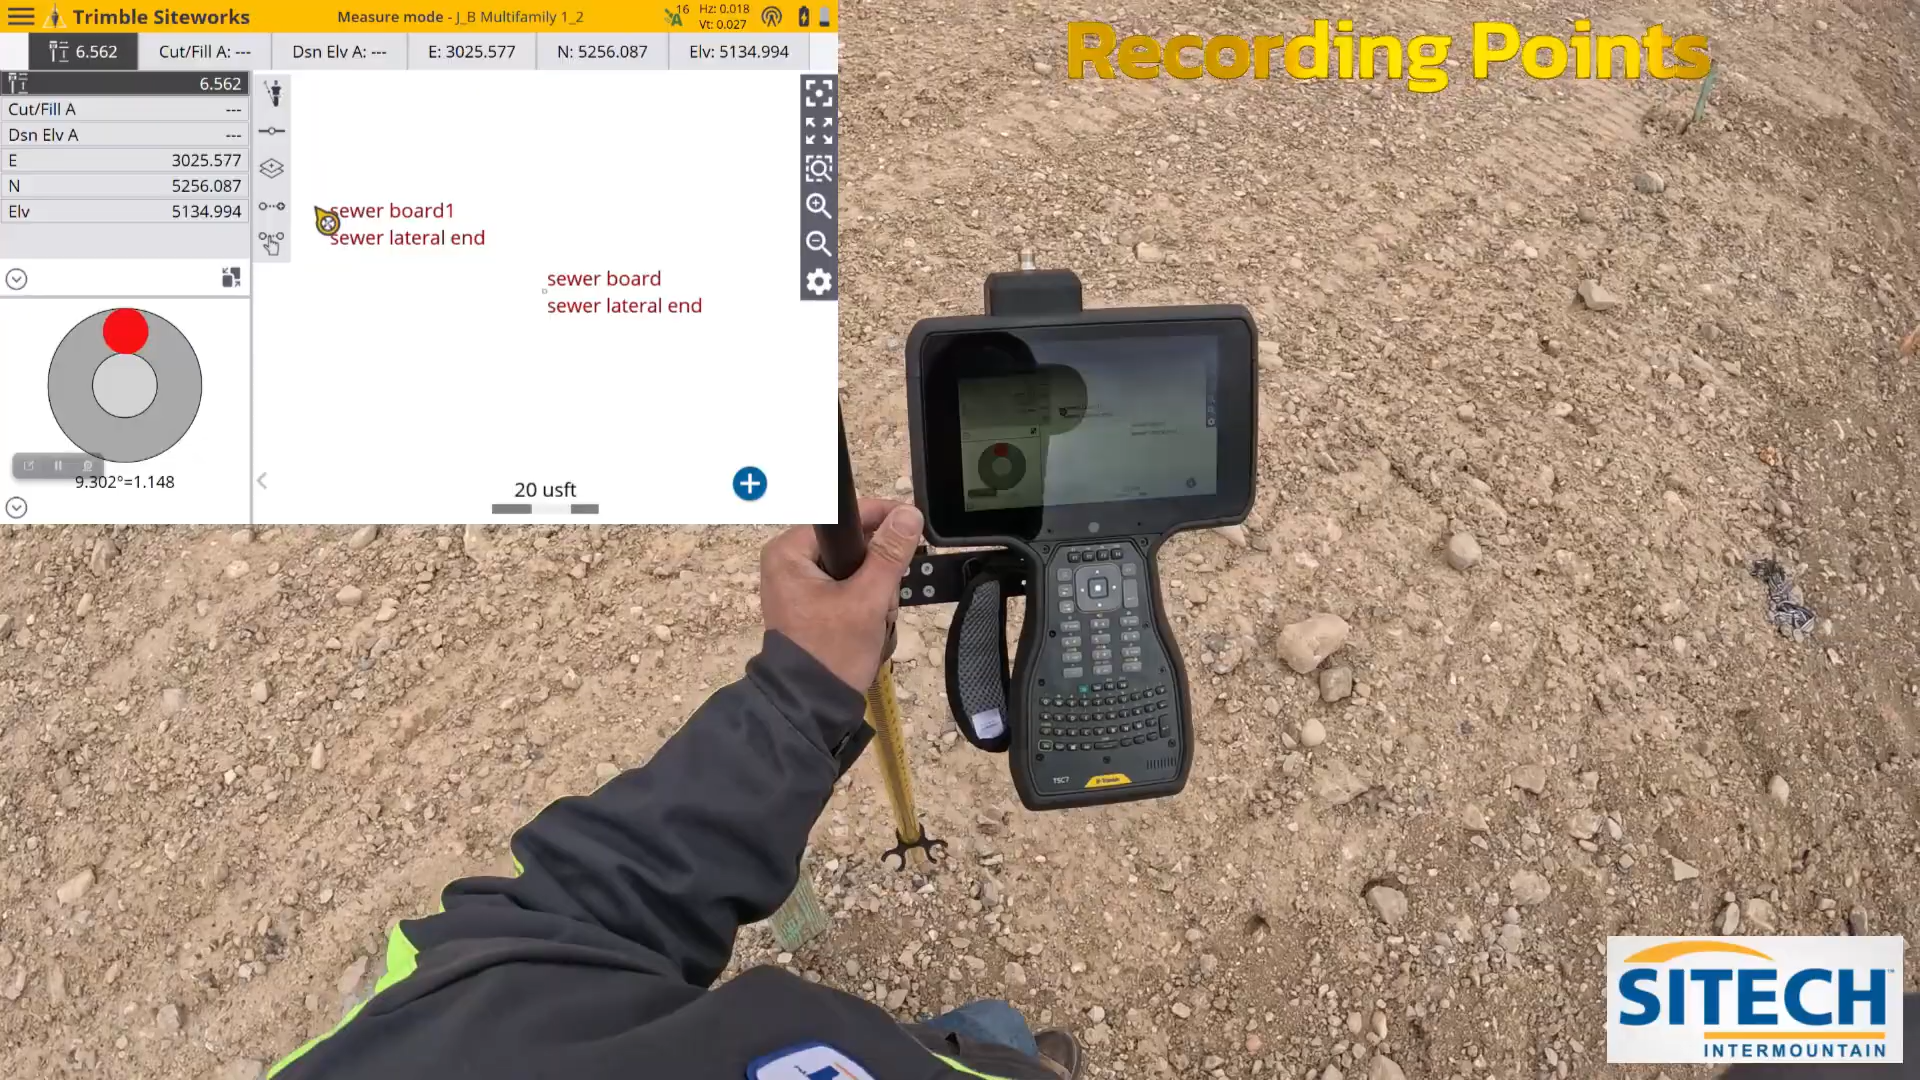 Trimble Siteworks
Measure mode - J_B Multifamily 1_2
16
Hz: 0.018
Vt: 0.027
6.562
Cut/Fill A: ---
Dsn Elv A: ---
E: 3025.577
N: 5256.087
Elv: 5134.994
6.562
Cut/Fill A ---
Dsn Elv A ---
E 3025.577
N 5256.087
Elv 5134.994
9.302°=1.148
sewer board1
sewer lateral end
sewer board
sewer lateral end
20 usft
Recording Points
TSC7
Trimble
SITECH
INTERMOUNTAIN